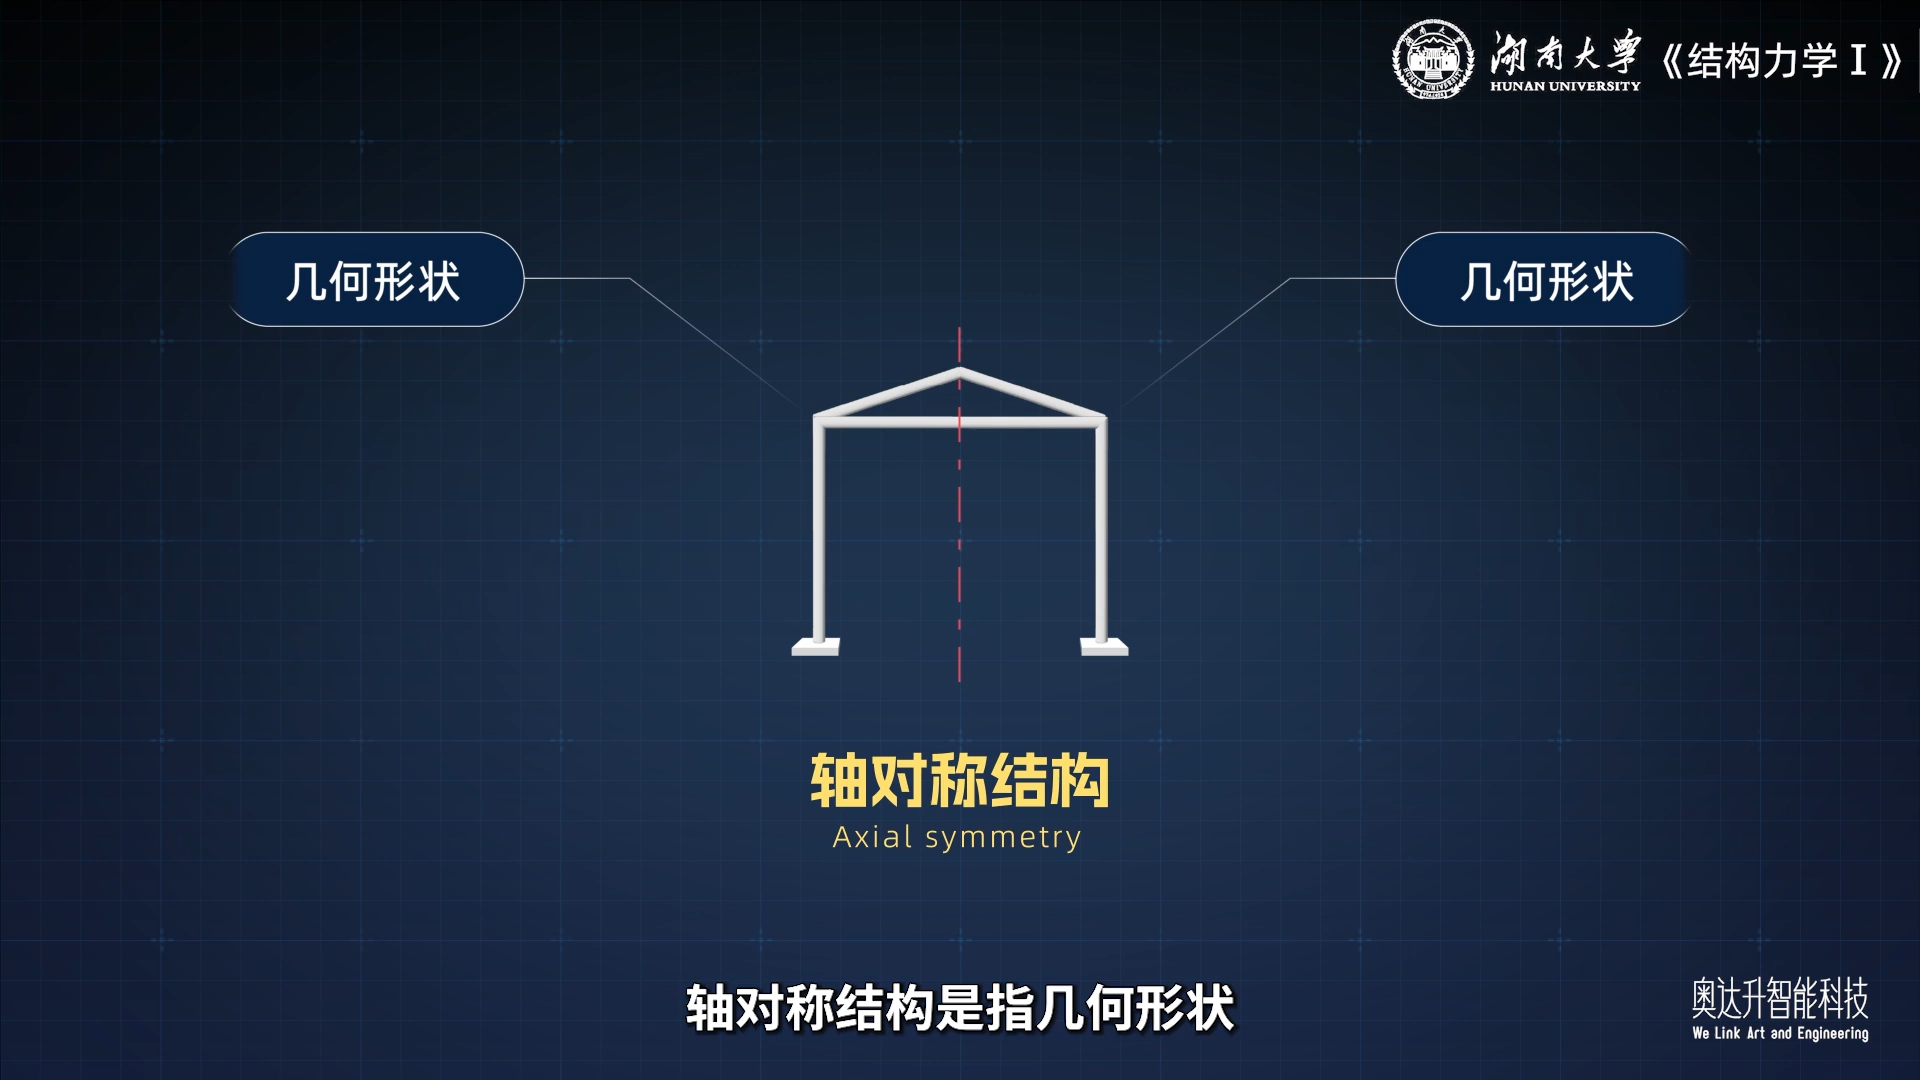 湖南大学
HUNAN UNIVERSITY
《结构力学Ⅰ》
几何形状
几何形状
轴对称结构
Axial symmetry
轴对称结构是指几何形状
奥达升智能科技
We Link Art and Engineering